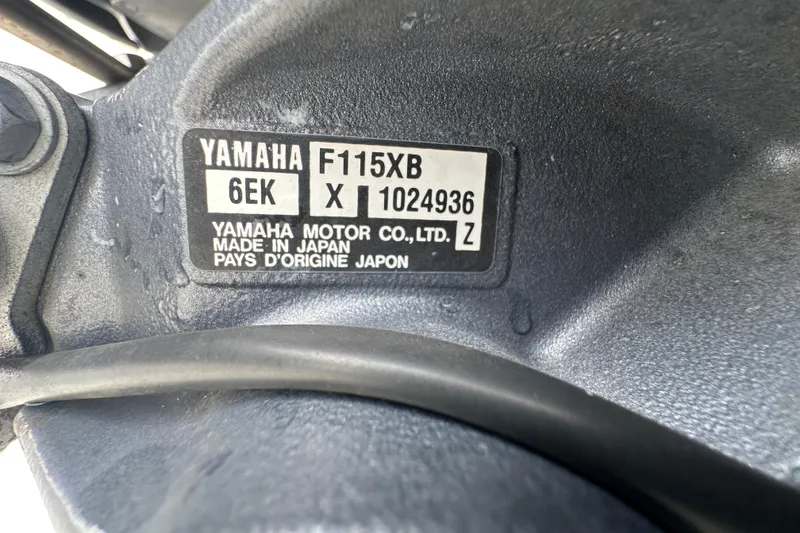 YAMAHA F115XB
6EK X 1024936
YAMAHA MOTOR CO.,LTD. Z
MADE IN JAPAN
PAYS D'ORIGINE JAPON